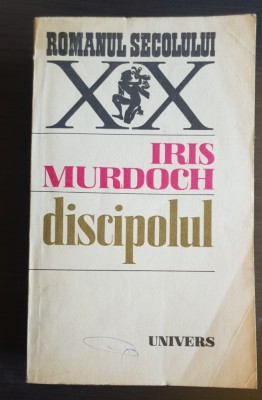 ROMANUL SECOLULUI
XX
IRIS
MURDOCH
discipolul
UNIVERS